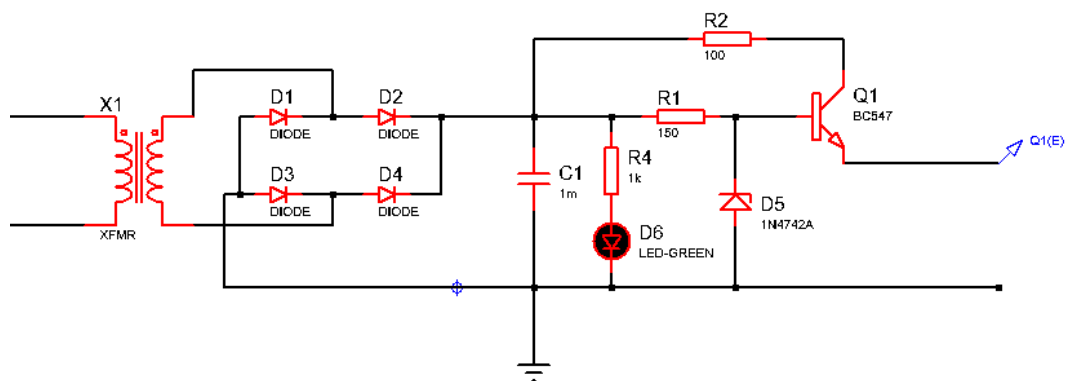 R2
100
X1
D1
DIODE
D2
DIODE
R1
150
Q1
BC547
Q1(E)
R4
1k
C1
1m
D3
DIODE
D4
DIODE
D5
1N4742A
XFMR
D6
LED-GREEN